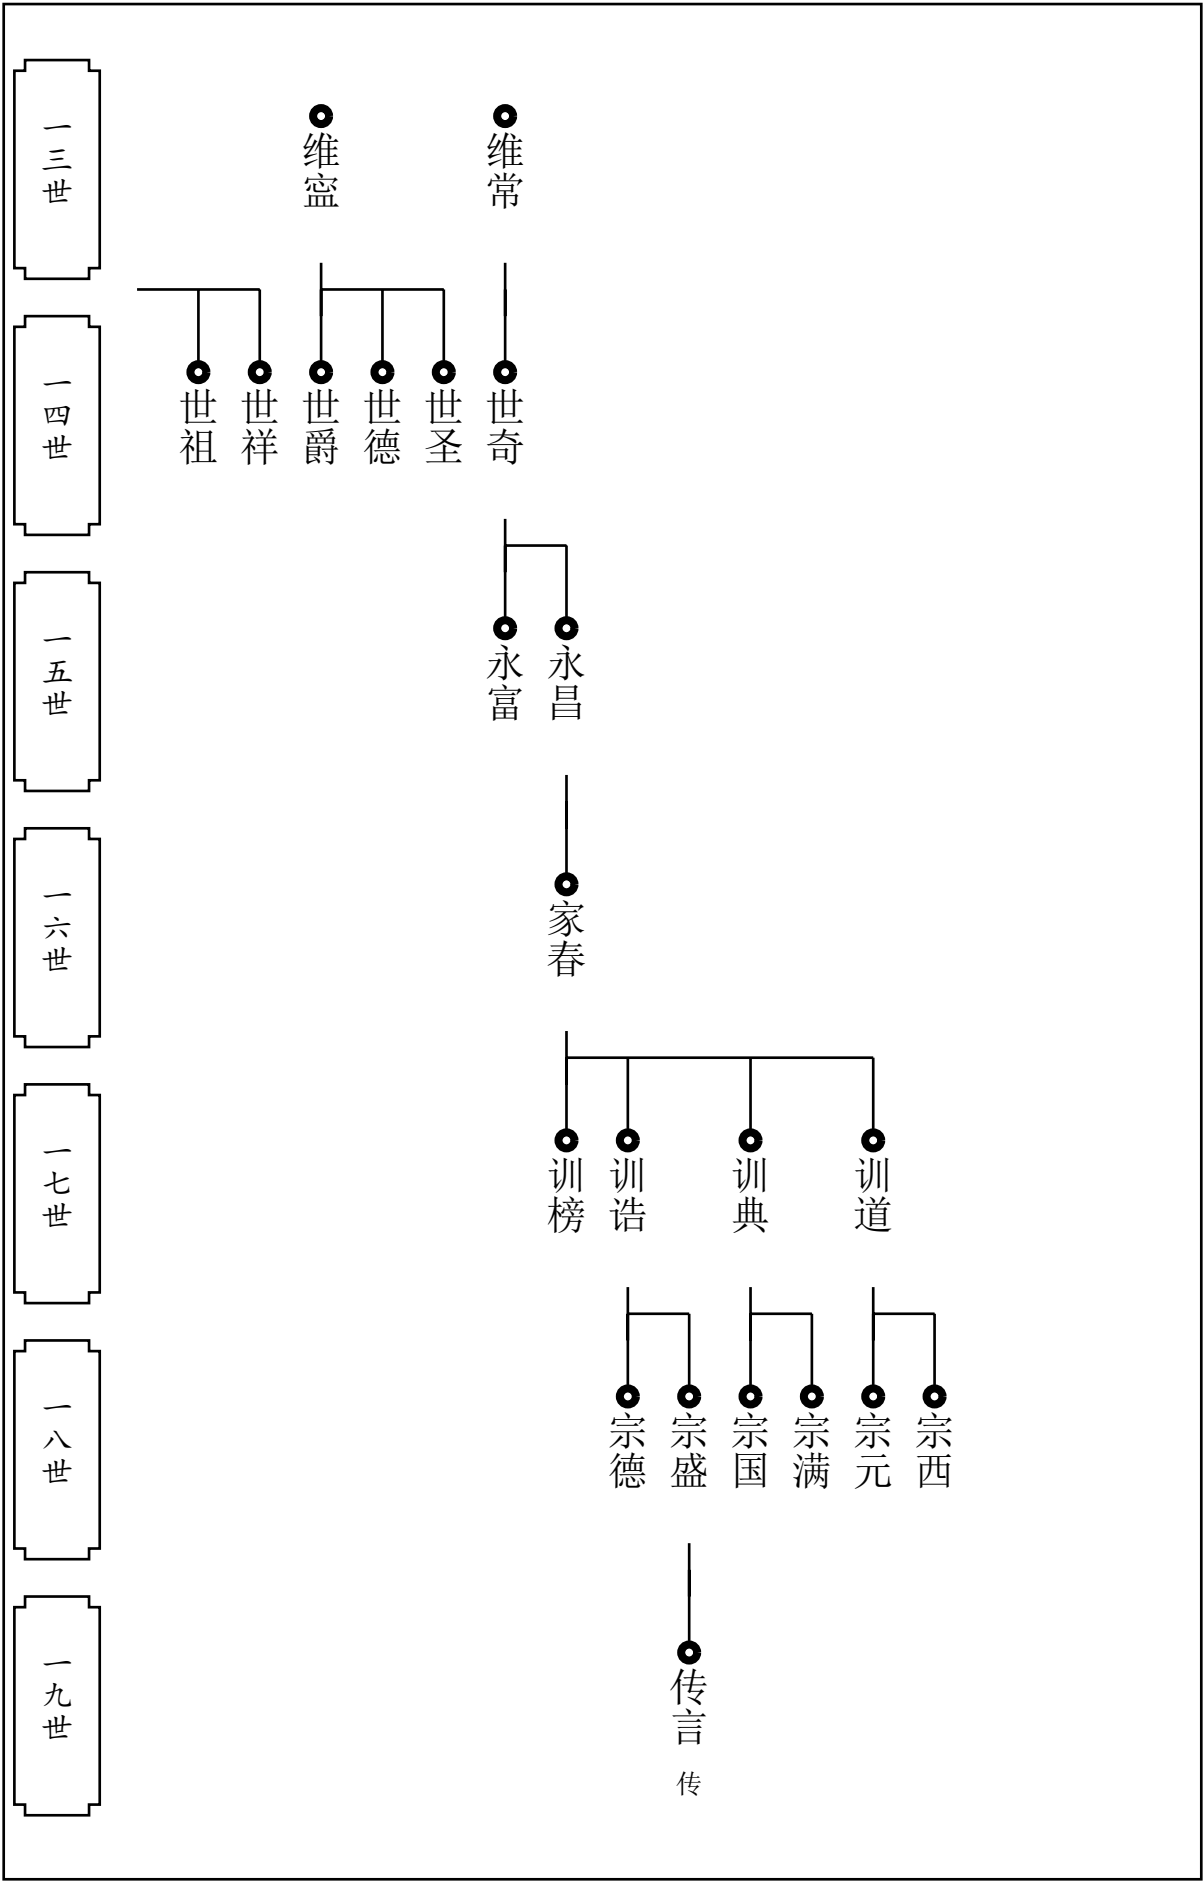 一三世
维寍
维常
一四世
世祖
世祥
世爵
世德
世圣
世奇
一五世
永富
永昌
一六世
家春
一七世
训榜
训诰
训典
训道
一八世
宗德
宗盛
宗国
宗满
宗元
宗西
一九世
传言
传